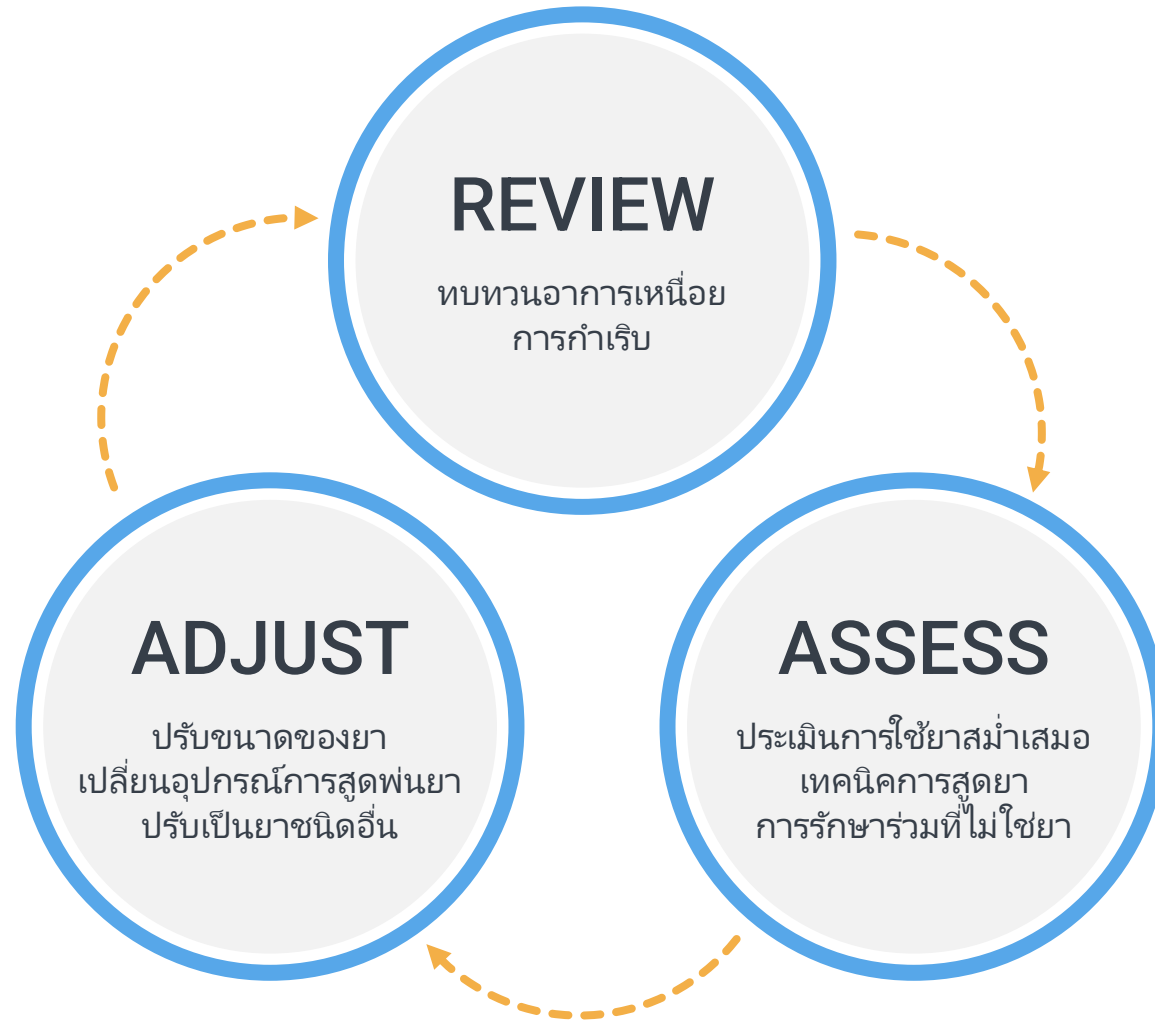 REVIEW
ทบทวนอาการเหนื่อย
การกำเริบ
ADJUST
ปรับขนาดของยา
เปลี่ยนอุปกรณ์การสูดพ่นยา
ปรับเป็นยาชนิดอื่น
ASSESS
ประเมินการใช้ยาสม่ำเสมอ
เทคนิคการสูดยา
การรักษาร่วมที่ไม่ใช่ยา